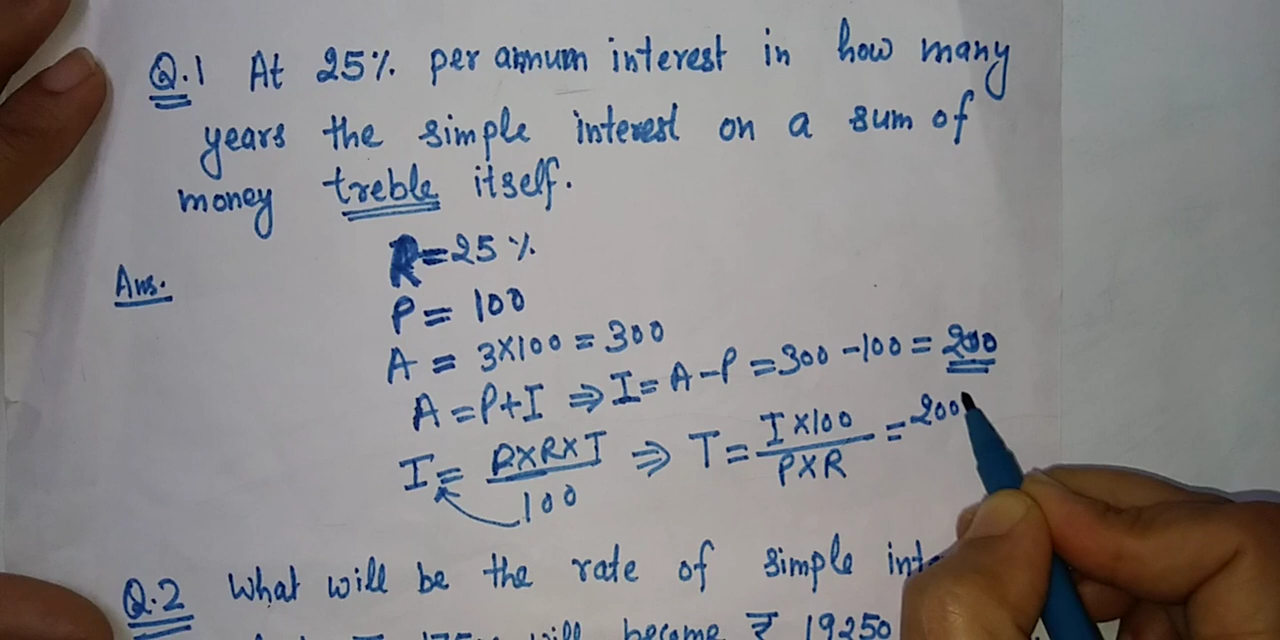 Q.1 At 25% per annum interest in how many
years the simple interest on a sum of
money treble itself.
R=25%
Ans.
P= 100
A = 3×100=300
A=P+I ⇒ I= A-P =300-100= 200
I= P×R×T/100 ⇒ T= I×100/P×R = 200
Q.2 What will be the rate of simple
will become ₹ 19250